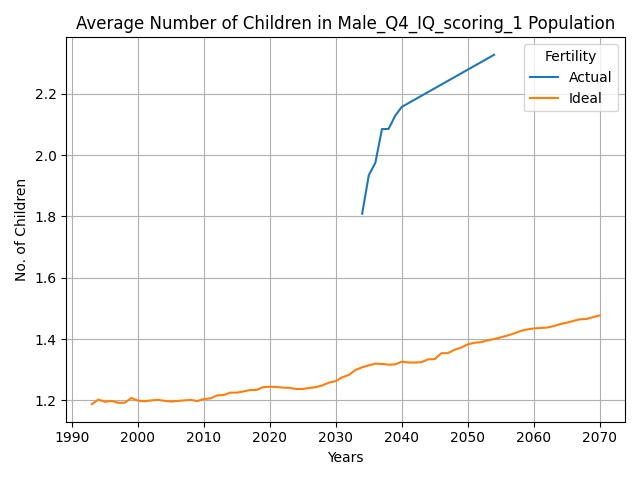 Average Number of Children in Male_Q4_IQ_scoring_1 Population
Fertility
Actual
Ideal
No. of Children
2.2
2.0
1.8
1.6
1.4
1.2
1990 2000 2010 2020 2030 2040 2050 2060 2070
Years